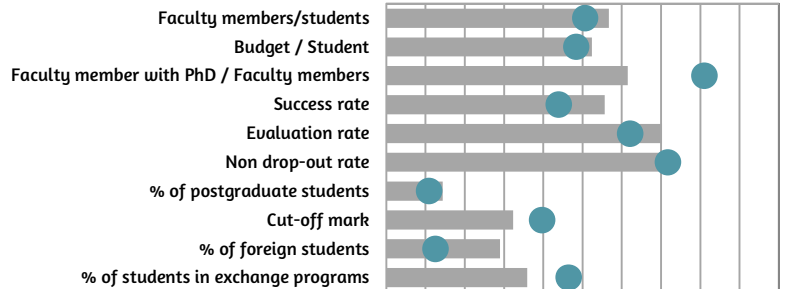 Faculty members/students
Budget / Student
Faculty member with PhD / Faculty members
Success rate
Evaluation rate
Non drop-out rate
% of postgraduate students
Cut-off mark
% of foreign students
% of students in exchange programs